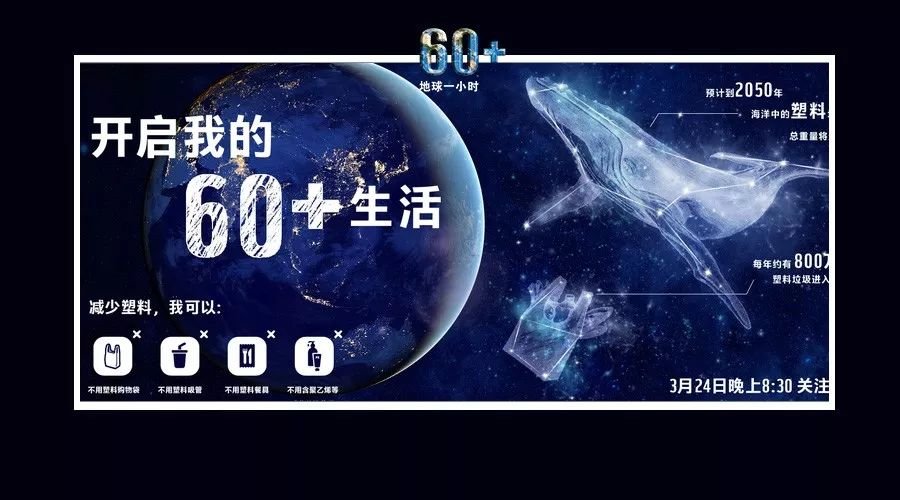 60+
地球一小时
开启我的
60+生活
减少塑料，我可以:
不用塑料购物袋
不用塑料吸管
不用塑料餐具
不用含聚乙烯等
预计到2050年
海洋中的塑料
总重量将
每年约有800万
塑料垃圾进入
3月24日晚上8:30 关注